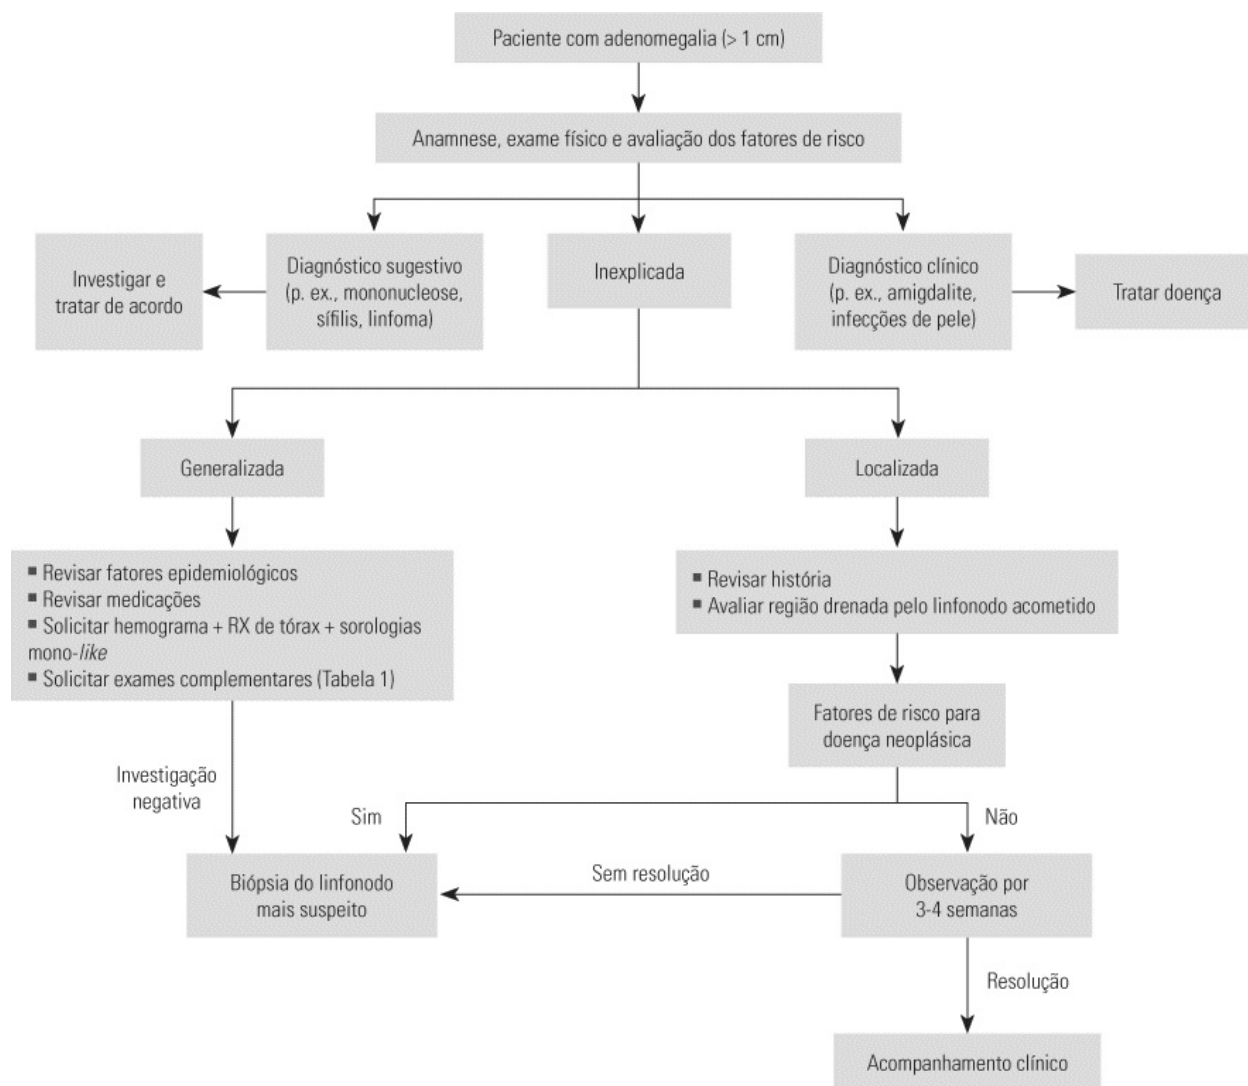 Paciente com adenomegalia (> 1 cm)
Anamnese, exame físico e avaliação dos fatores de risco
Investigar e
tratar de acordo
Diagnóstico sugestivo
(p. ex., mononucleose,
sífilis, linfoma)
Inexplicada
Diagnóstico clínico
(p. ex., amigdalite,
infecções de pele)
Tratar doença
Generalizada
Localizada
■ Revisar fatores epidemiológicos
■ Revisar medicações
■ Solicitar hemograma + RX de tórax + sorologias
mono-like
■ Solicitar exames complementares (Tabela 1)
■ Revisar história
■ Avaliar região drenada pelo linfonodo acometido
Fatores de risco para
doença neoplásica
Investigação
negativa
Sim
Não
Biópsia do linfonodo
mais suspeito
Sem resolução
Observação por
3-4 semanas
Resolução
Acompanhamento clínico